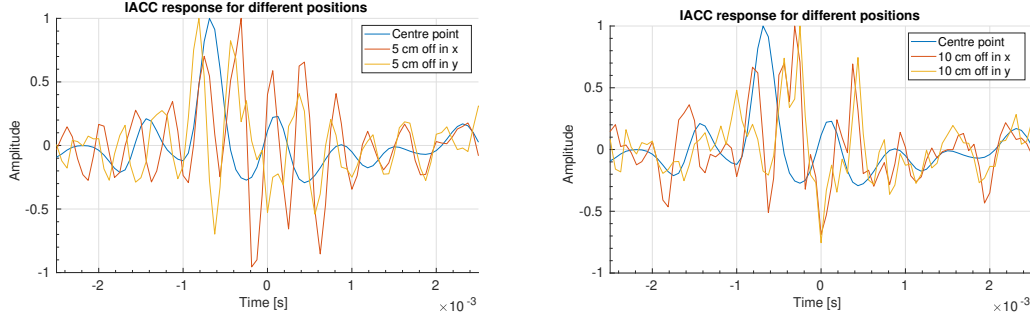 IACC response for different positions
1
0.5
0
-0.5
-1
Amplitude
Centre point
5 cm off in x
5 cm off in y
-2
-1
0
1
2
Time [s]
×10⁻³
IACC response for different positions
1
0.5
0
-0.5
-1
Amplitude
Centre point
10 cm off in x
10 cm off in y
-2
-1
0
1
2
Time [s]
×10⁻³